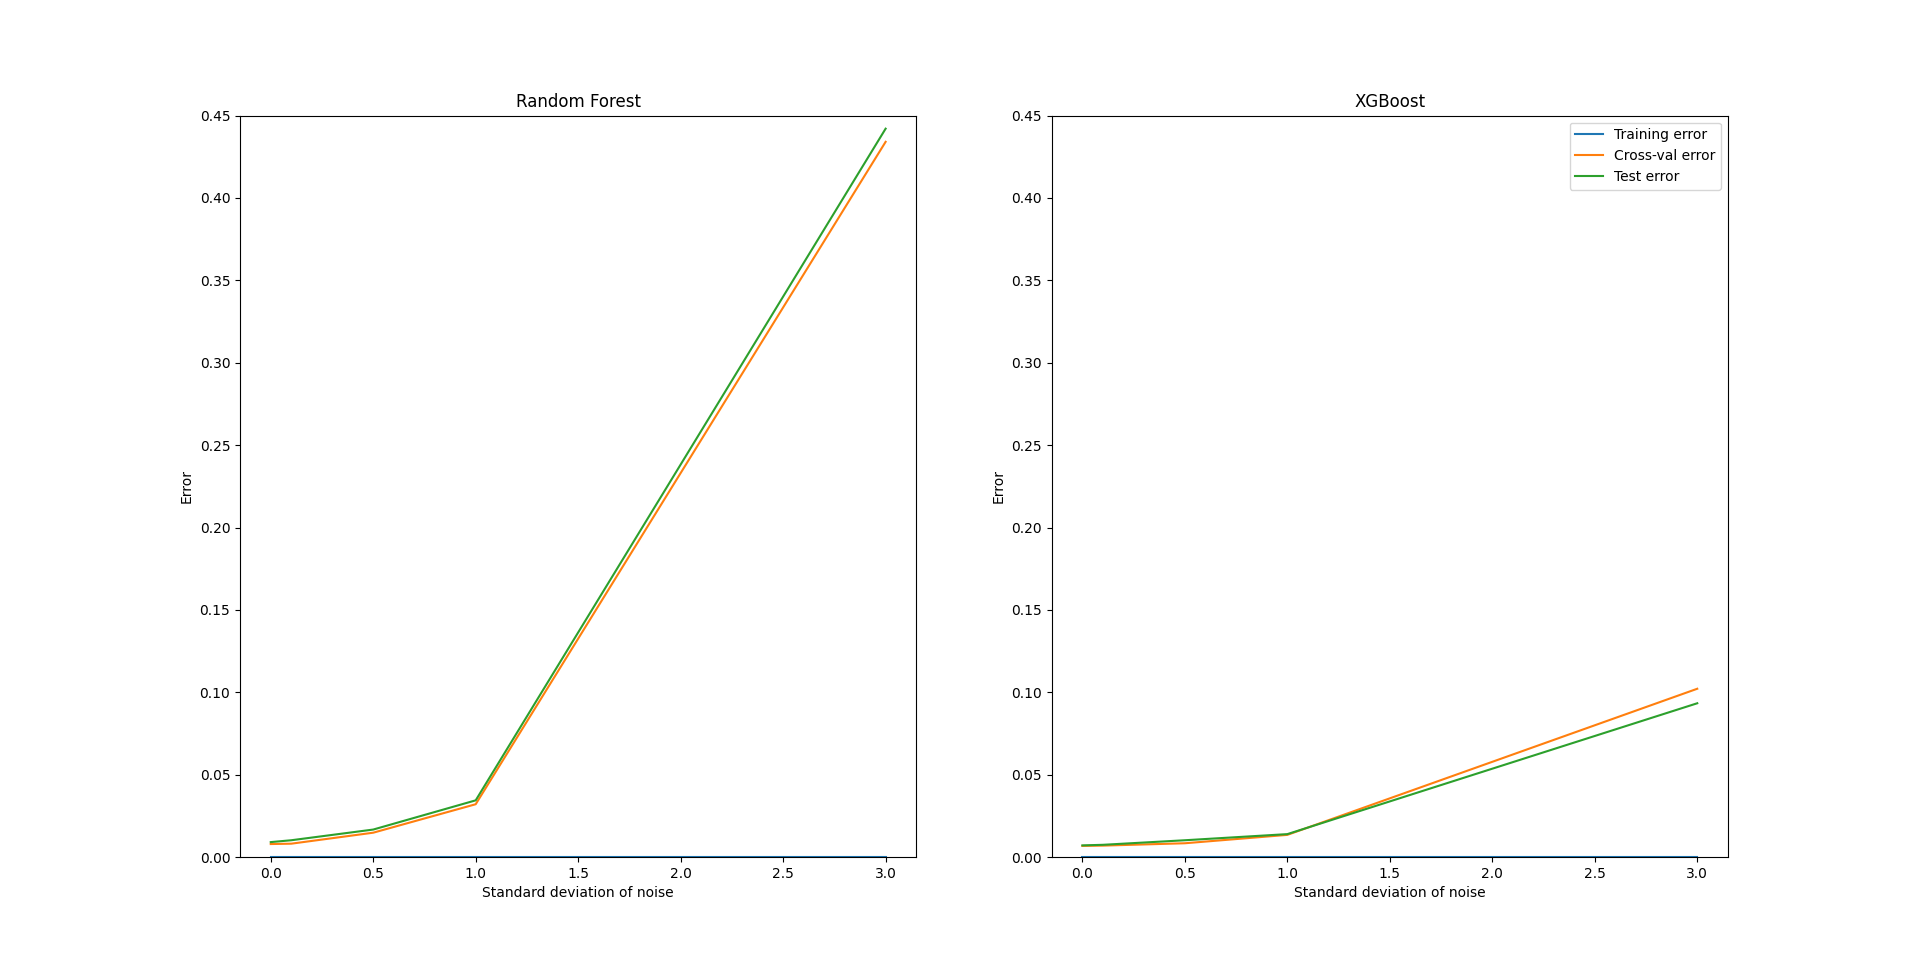 Random Forest
0.45
0.40
0.35
0.30
0.25
0.20
0.15
0.10
0.05
0.00
Error
0.0 0.5 1.0 1.5 2.0 2.5 3.0
Standard deviation of noise
XGBoost
0.45
0.40
0.35
0.30
0.25
0.20
0.15
0.10
0.05
0.00
Error
Training error
Cross-val error
Test error
0.0 0.5 1.0 1.5 2.0 2.5 3.0
Standard deviation of noise